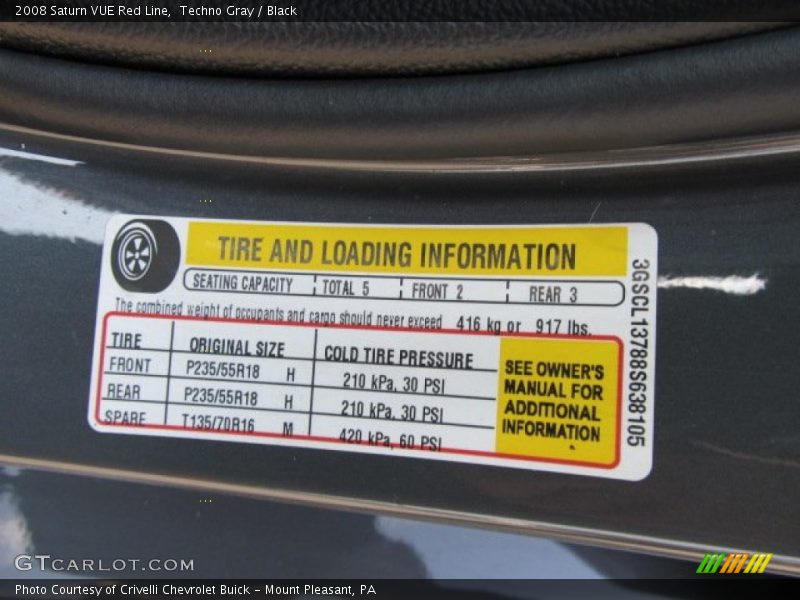 2008 Saturn VUE Red Line,  Techno Gray / Black
TIRE AND LOADING INFORMATION
SEATING CAPACITY TOTAL 5 FRONT 2 REAR 3
The combined weight of occupants and cargo should never exceed 416 kg or 917 lbs.
TIRE ORIGINAL SIZE COLD TIRE PRESSURE
FRONT P235/55R18 H 210 kPa, 30 PSI
REAR P235/55R18 H 210 kPa, 30 PSI
SPARE T135/70R16 M 420 kPa, 60 PSI
SEE OWNER'S
MANUAL FOR
ADDITIONAL
INFORMATION
3GSCL13788S638105
GTCARLOT.COM
Photo Courtesy of Crivelli Chevrolet Buick - Mount Pleasant, PA